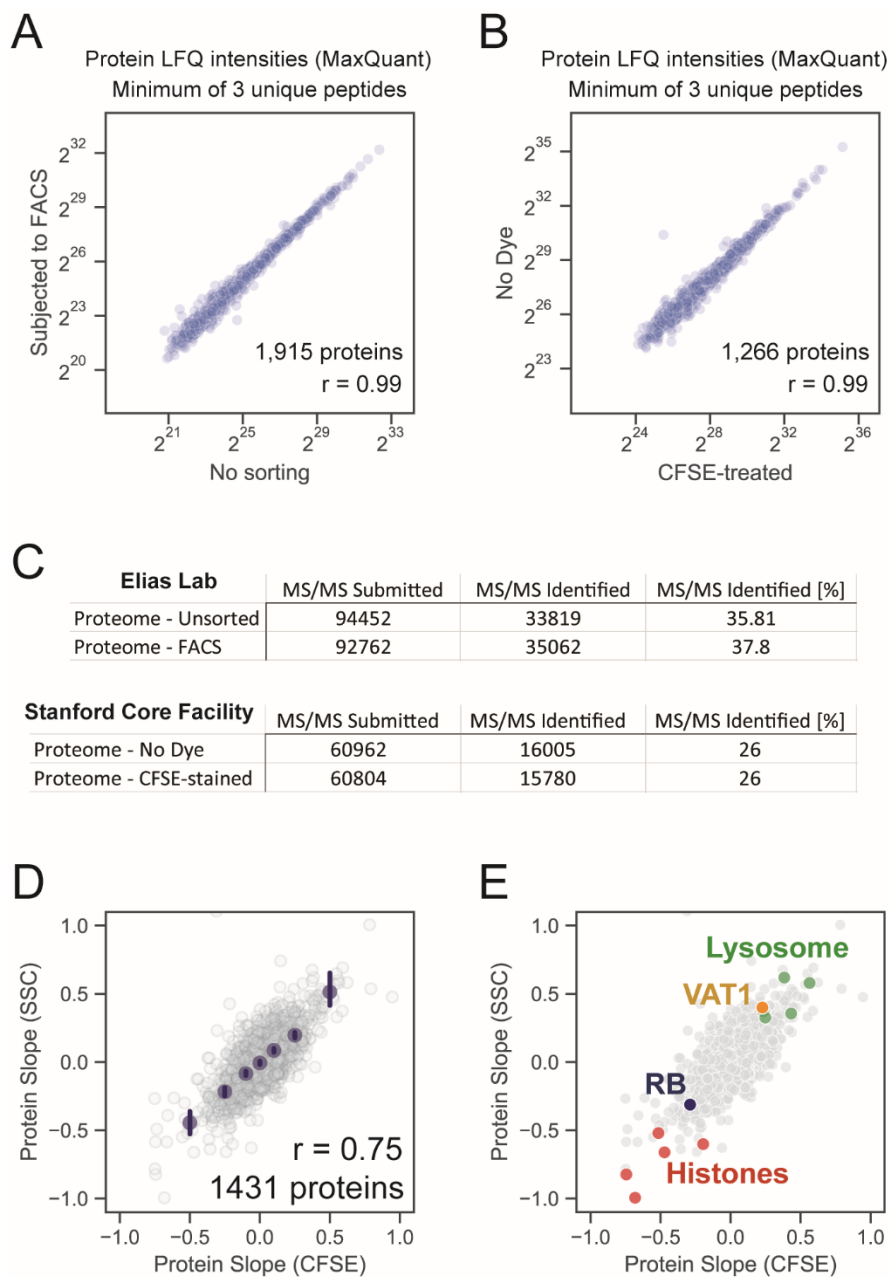 A
Protein LFQ intensities (MaxQuant)
Minimum of 3 unique peptides
Subjected to FACS
2^32
2^29
2^26
2^23
2^20
1,915 proteins
r = 0.99
2^21 2^25 2^29 2^33
No sorting
B
Protein LFQ intensities (MaxQuant)
Minimum of 3 unique peptides
No Dye
2^35
2^32
2^29
2^26
2^23
1,266 proteins
r = 0.99
2^24 2^28 2^32 2^36
CFSE-treated
C
Elias Lab MS/MS Submitted MS/MS Identified MS/MS Identified [%]
Proteome - Unsorted 94452 33819 35.81
Proteome - FACS 92762 35062 37.8
Stanford Core Facility MS/MS Submitted MS/MS Identified MS/MS Identified [%]
Proteome - No Dye 60962 16005 26
Proteome - CFSE-stained 60804 15780 26
D
Protein Slope (SSC)
1.0
0.5
0.0
−0.5
−1.0
r = 0.75
1431 proteins
−1.0 −0.5 0.0 0.5 1.0
Protein Slope (CFSE)
E
Protein Slope (SSC)
1.0
0.5
0.0
−0.5
−1.0
Lysosome
VAT1
RB
Histones
−1.0 −0.5 0.0 0.5 1.0
Protein Slope (CFSE)